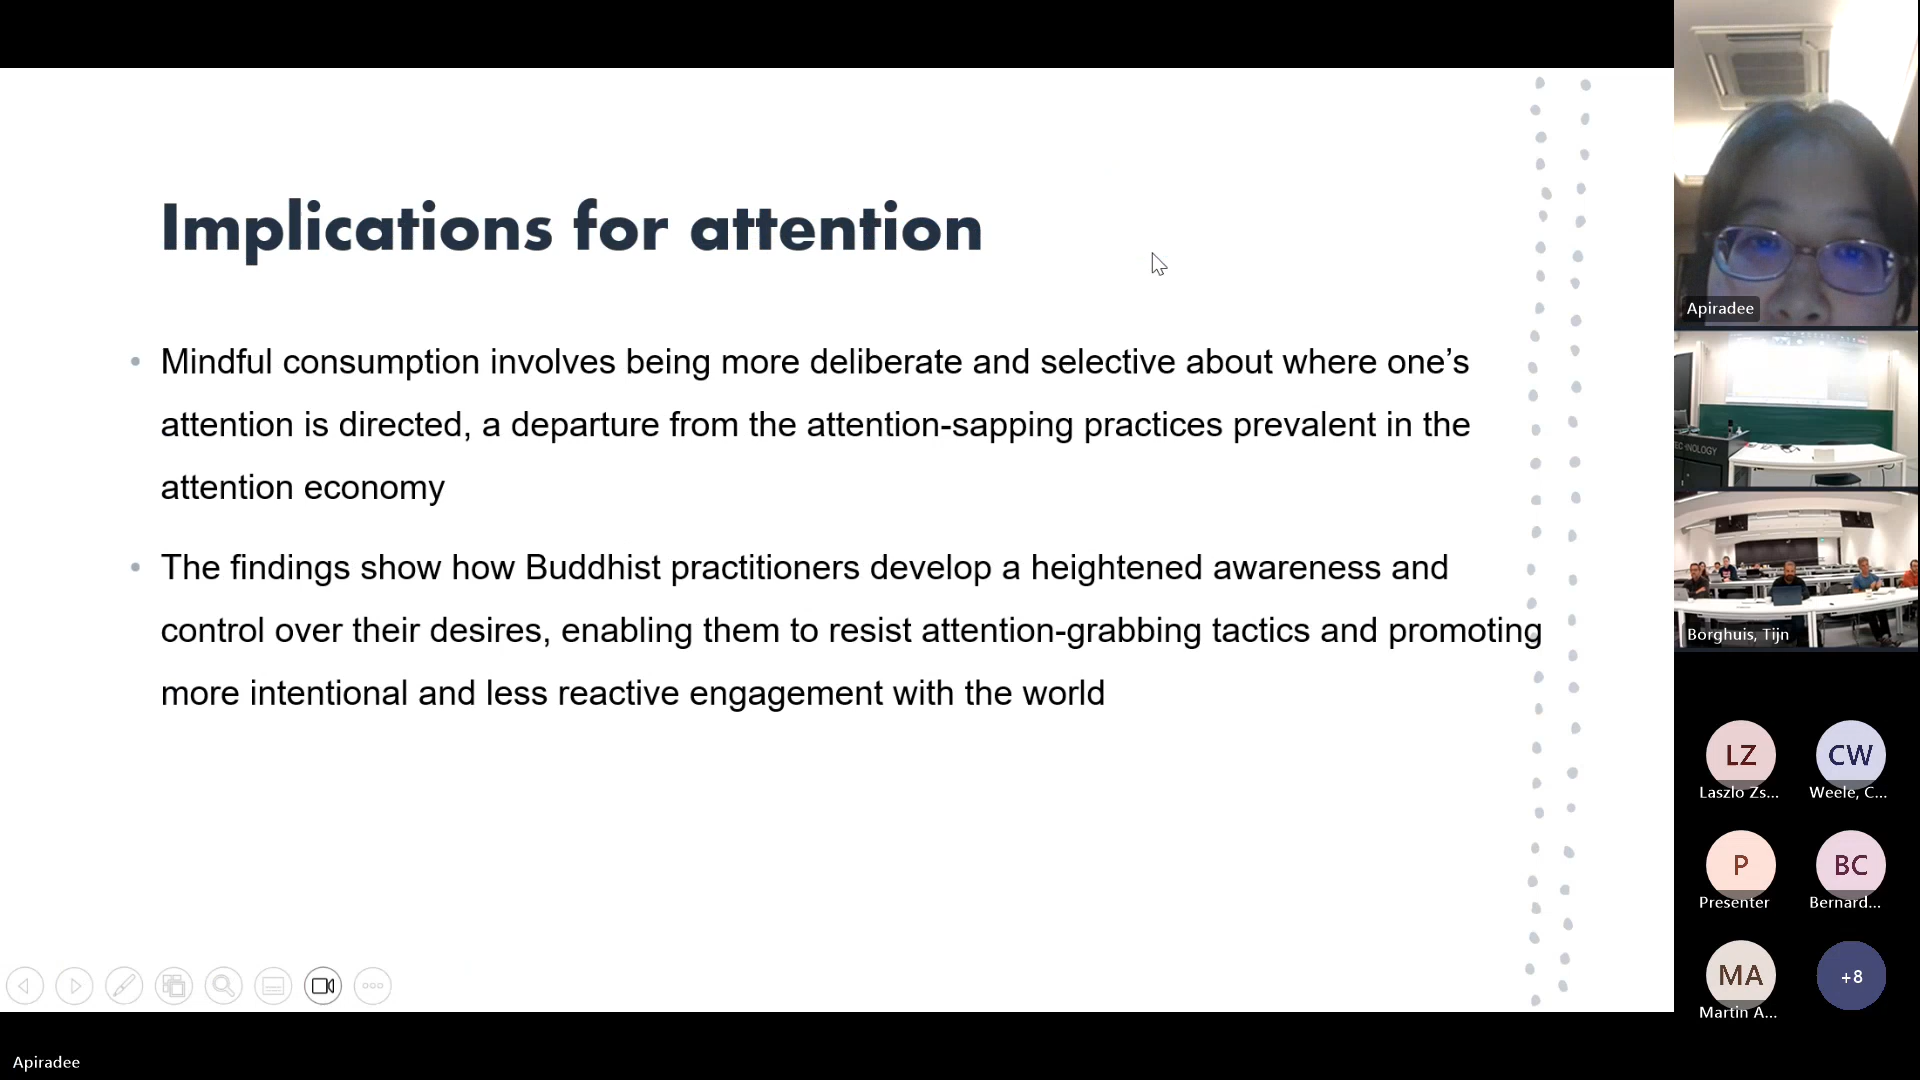 Implications for attention
• Mindful consumption involves being more deliberate and selective about where one’s
attention is directed, a departure from the attention-sapping practices prevalent in the
attention economy
• The findings show how Buddhist practitioners develop a heightened awareness and
control over their desires, enabling them to resist attention-grabbing tactics and promoting
more intentional and less reactive engagement with the world
Apiradee
Apiradee
Borghuis, Tijn
LZ
Laszlo Zs...
CW
Weele, C...
P
Presenter
BC
Bernard...
MA
Martin A...
+8